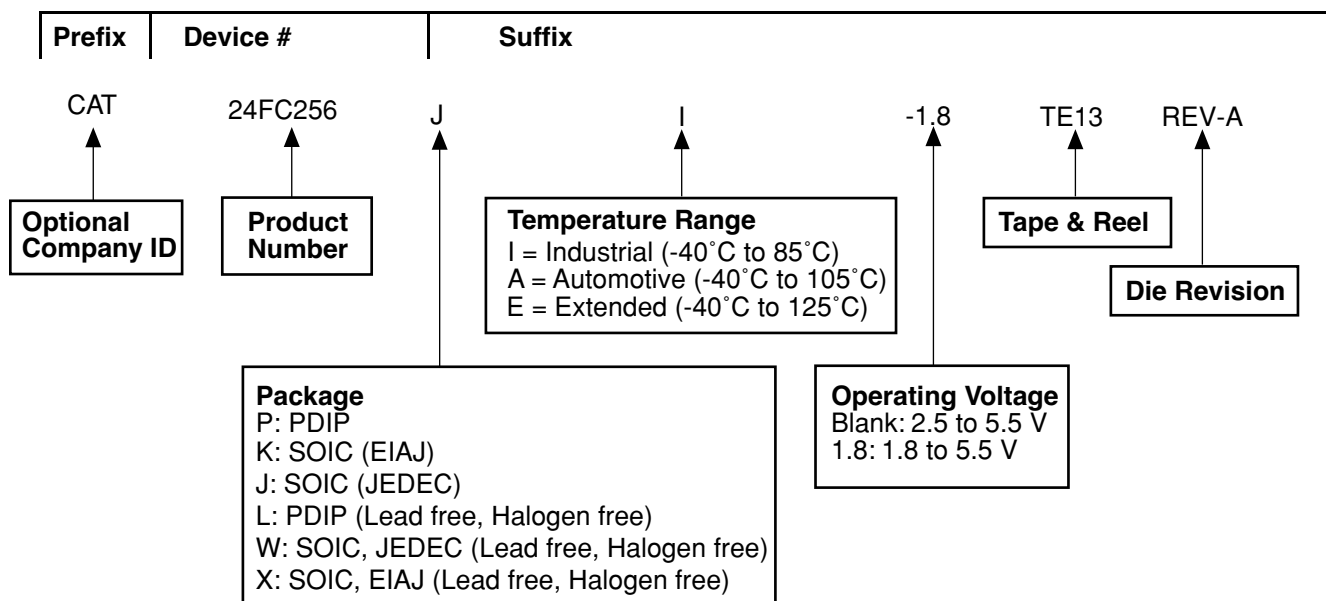 Prefix Device # Suffix
CAT 24FC256 J I -1.8 TE13 REV-A
Optional
Company ID
Product
Number
Temperature Range
I = Industrial (-40˚C to 85˚C)
A = Automotive (-40˚C to 105˚C)
E = Extended (-40˚C to 125˚C)
Tape & Reel
Die Revision
Package
P: PDIP
K: SOIC (EIAJ)
J: SOIC (JEDEC)
L: PDIP (Lead free, Halogen free)
W: SOIC, JEDEC (Lead free, Halogen free)
X: SOIC, EIAJ (Lead free, Halogen free)
Operating Voltage
Blank: 2.5 to 5.5 V
1.8: 1.8 to 5.5 V